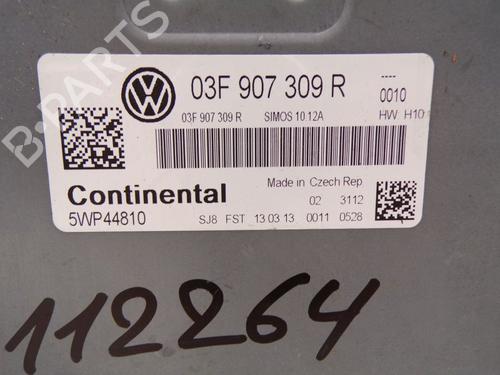 03F 907 309 R
----
0010
03F 907 309 R SIMOS 10.12A HW H10
Continental
Made in Czech Rep
5WP44810
02 3112
SJ8 FST 13.03.13 0011 0528
112264
B-PARTS